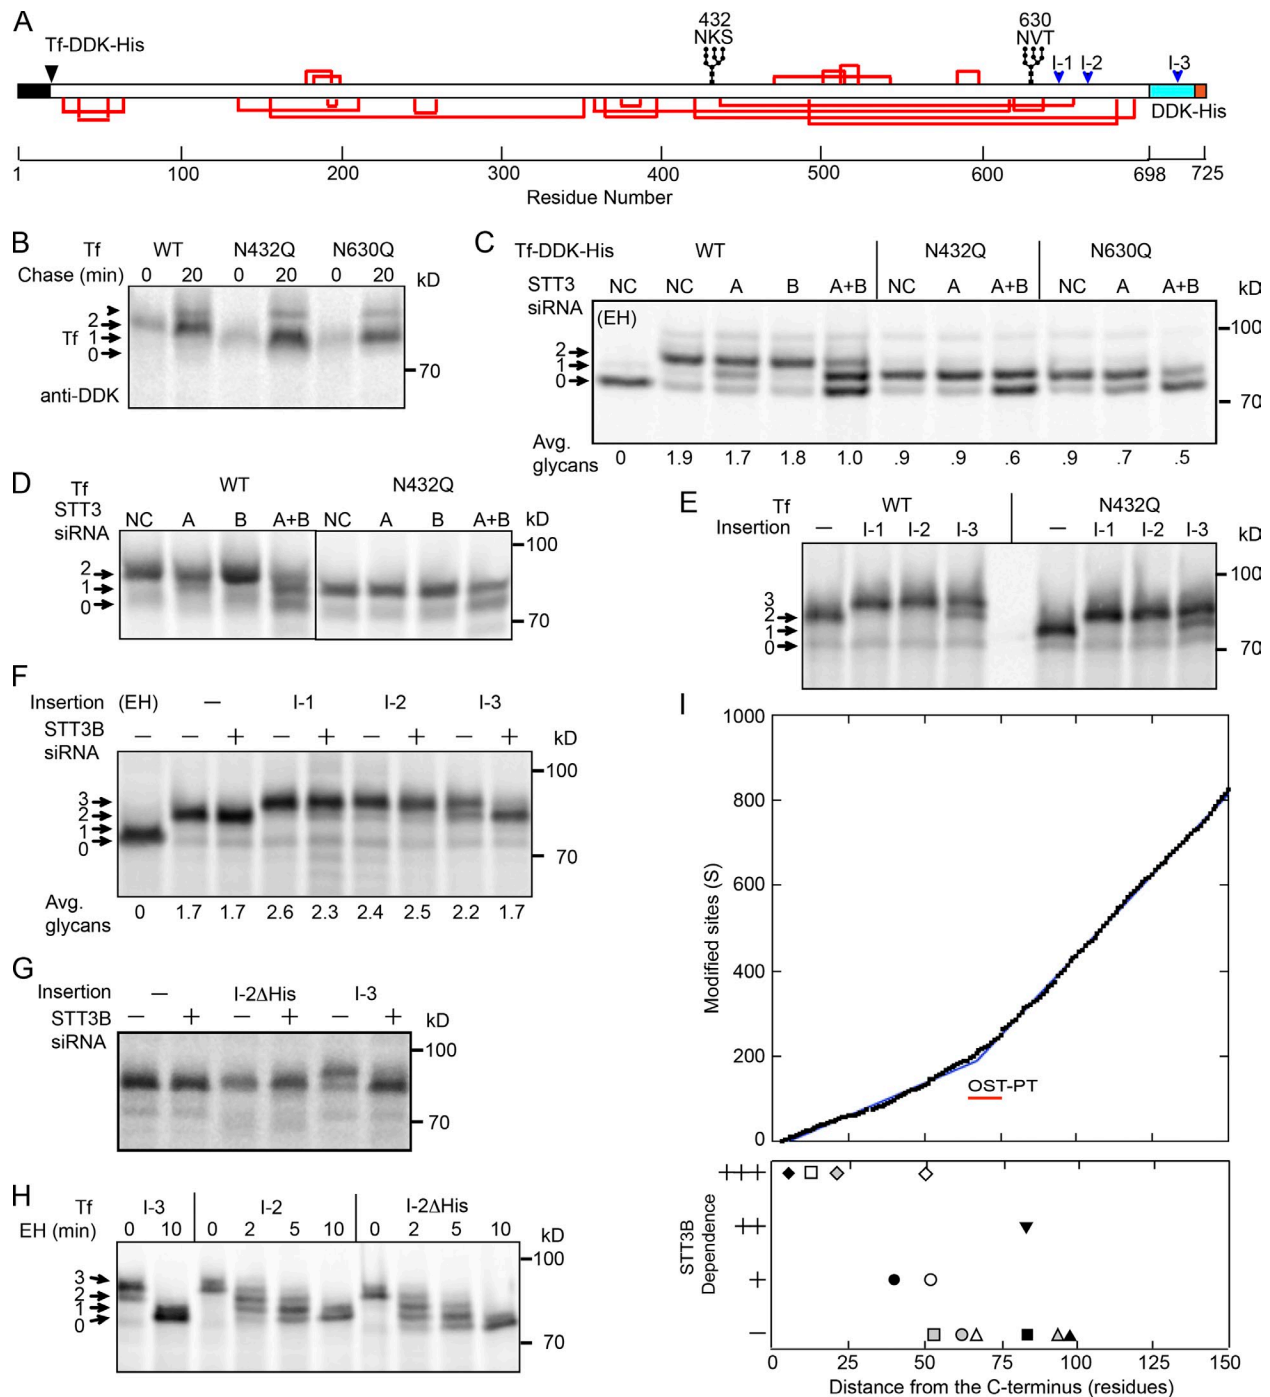 A
Tf-DDK-His
432
NKS
630
NVT
I-1 I-2 I-3
DDK-His
1 100 200 300 400 500 600 698 725
Residue Number
B
Tf WT N432Q N630Q
Chase (min) 0 20 0 20 0 20 kD
2
Tf 1
0
70
anti-DDK
C
Tf-DDK-His WT N432Q N630Q
STT3 siRNA NC NC A B A+B NC A A+B NC A A+B kD
(EH)
100
2
1
0
70
Avg. glycans 0 1.9 1.7 1.8 1.0 .9 .9 .6 .9 .7 .5
D
Tf WT N432Q
STT3 siRNA NC A B A+B NC A B A+B kD
100
2
1
0
70
E
Tf WT N432Q
Insertion — I-1 I-2 I-3 — I-1 I-2 I-3 kD
100
3
2
1
0
70
F
Insertion (EH) — I-1 I-2 I-3
STT3B siRNA — — + — + — + — + kD
100
3
2
1
0
70
Avg. glycans 0 1.7 1.7 2.6 2.3 2.4 2.5 2.2 1.7
G
Insertion — I-2ΔHis I-3
STT3B siRNA — + — + — + kD
100
70
H
Tf I-3 I-2 I-2ΔHis
EH (min) 0 10 0 2 5 10 0 2 5 10 kD
100
3
2
1
0
70
I
1000
800
600
400
200
0
Modified sites (S)
OST-PT
+++
++
+
—
STT3B Dependence
0 25 50 75 100 125 150
Distance from the C-terminus (residues)